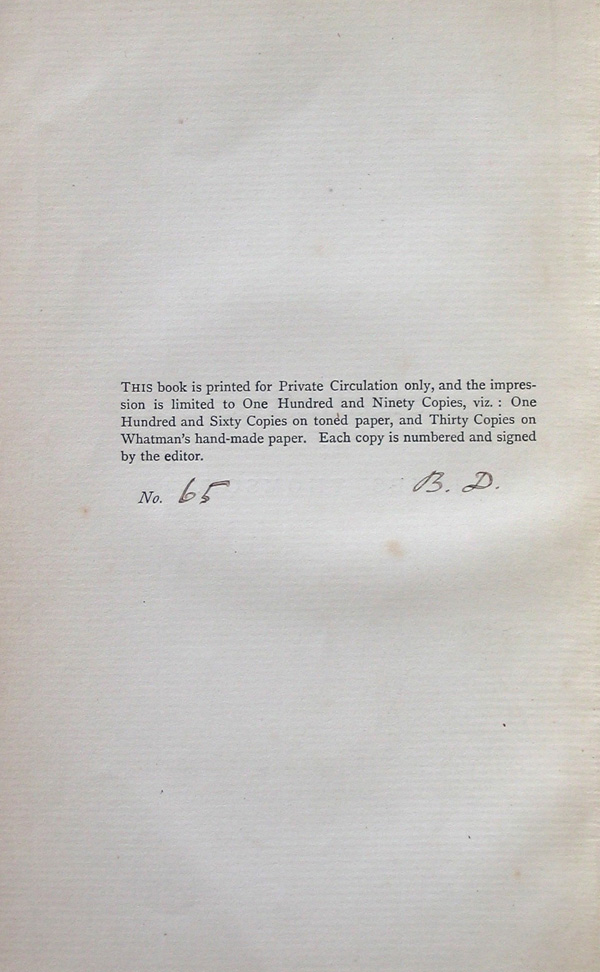 THIS book is printed for Private Circulation only, and the impres-
sion is limited to One Hundred and Ninety Copies, viz. : One
Hundred and Sixty Copies on toned paper, and Thirty Copies on
Whatman's hand-made paper. Each copy is numbered and signed
by the editor.
No. 65 B. D.